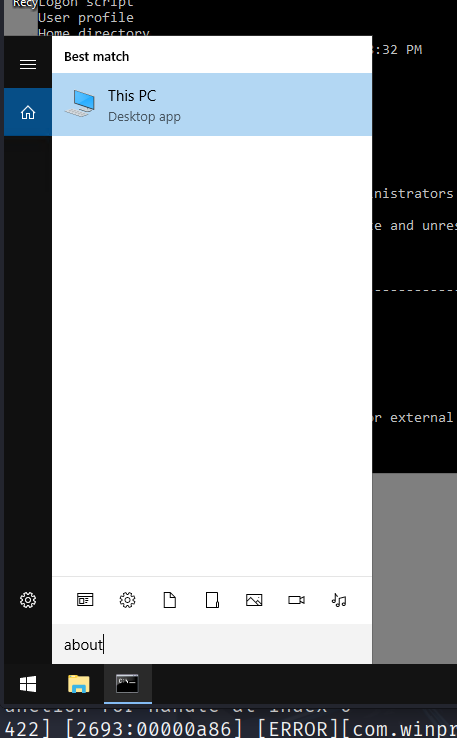 Recy
Logon script
User profile
Home directory
:32 PM
Best match
This PC
Desktop app
nistrators
e and unres
-----------
or external
about
unction for handle at index 0
422] [2693:00000a86] [ERROR][com.winpr